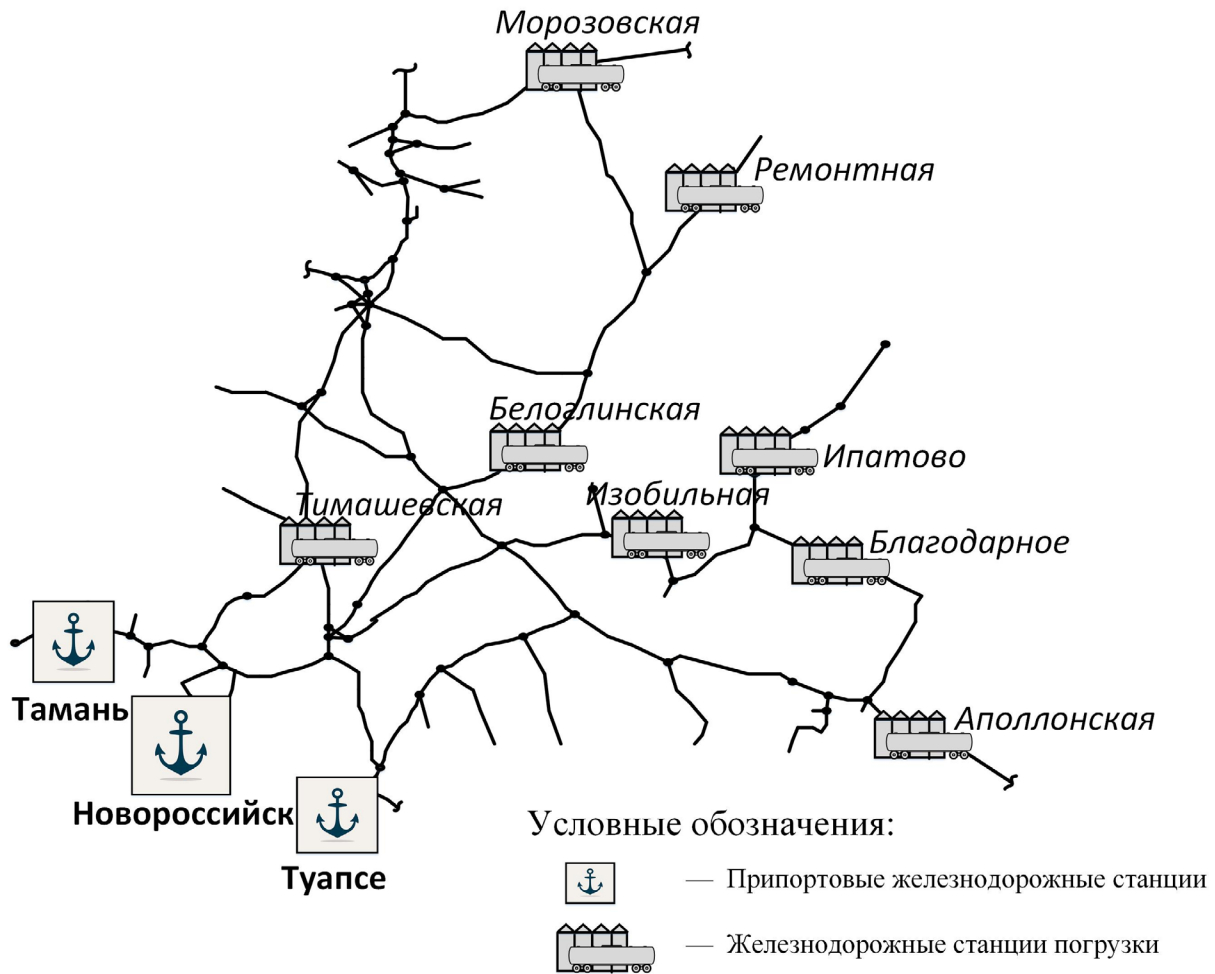 Морозовская
Ремонтная
Белоглинская
Ипатово
Изобильная
Тимашевская
Благодарное
Тамань
Аполлонская
Новороссийск
Туапсе
Условные обозначения:
— Припортовые железнодорожные станции
— Железнодорожные станции погрузки